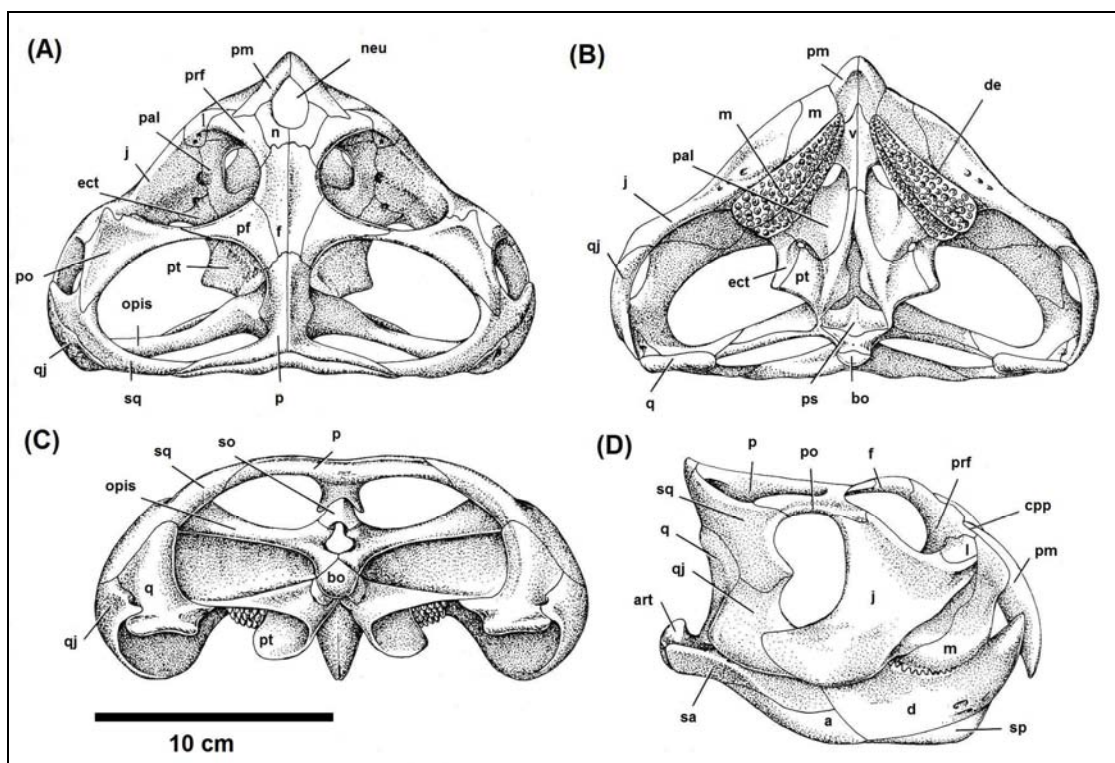 (A)
pm
neu
prf
pal
l
n
j
ect
pf
f
po
pt
opis
qj
sq
p
(B)
pm
de
m
m
v
pal
j
qj
ect
pt
q
ps
bo
(C)
p
so
sq
opis
bo
q
qj
pt
10 cm
(D)
p
po
f
prf
sq
cpp
q
l
pm
qj
j
art
m
sa
d
a
sp